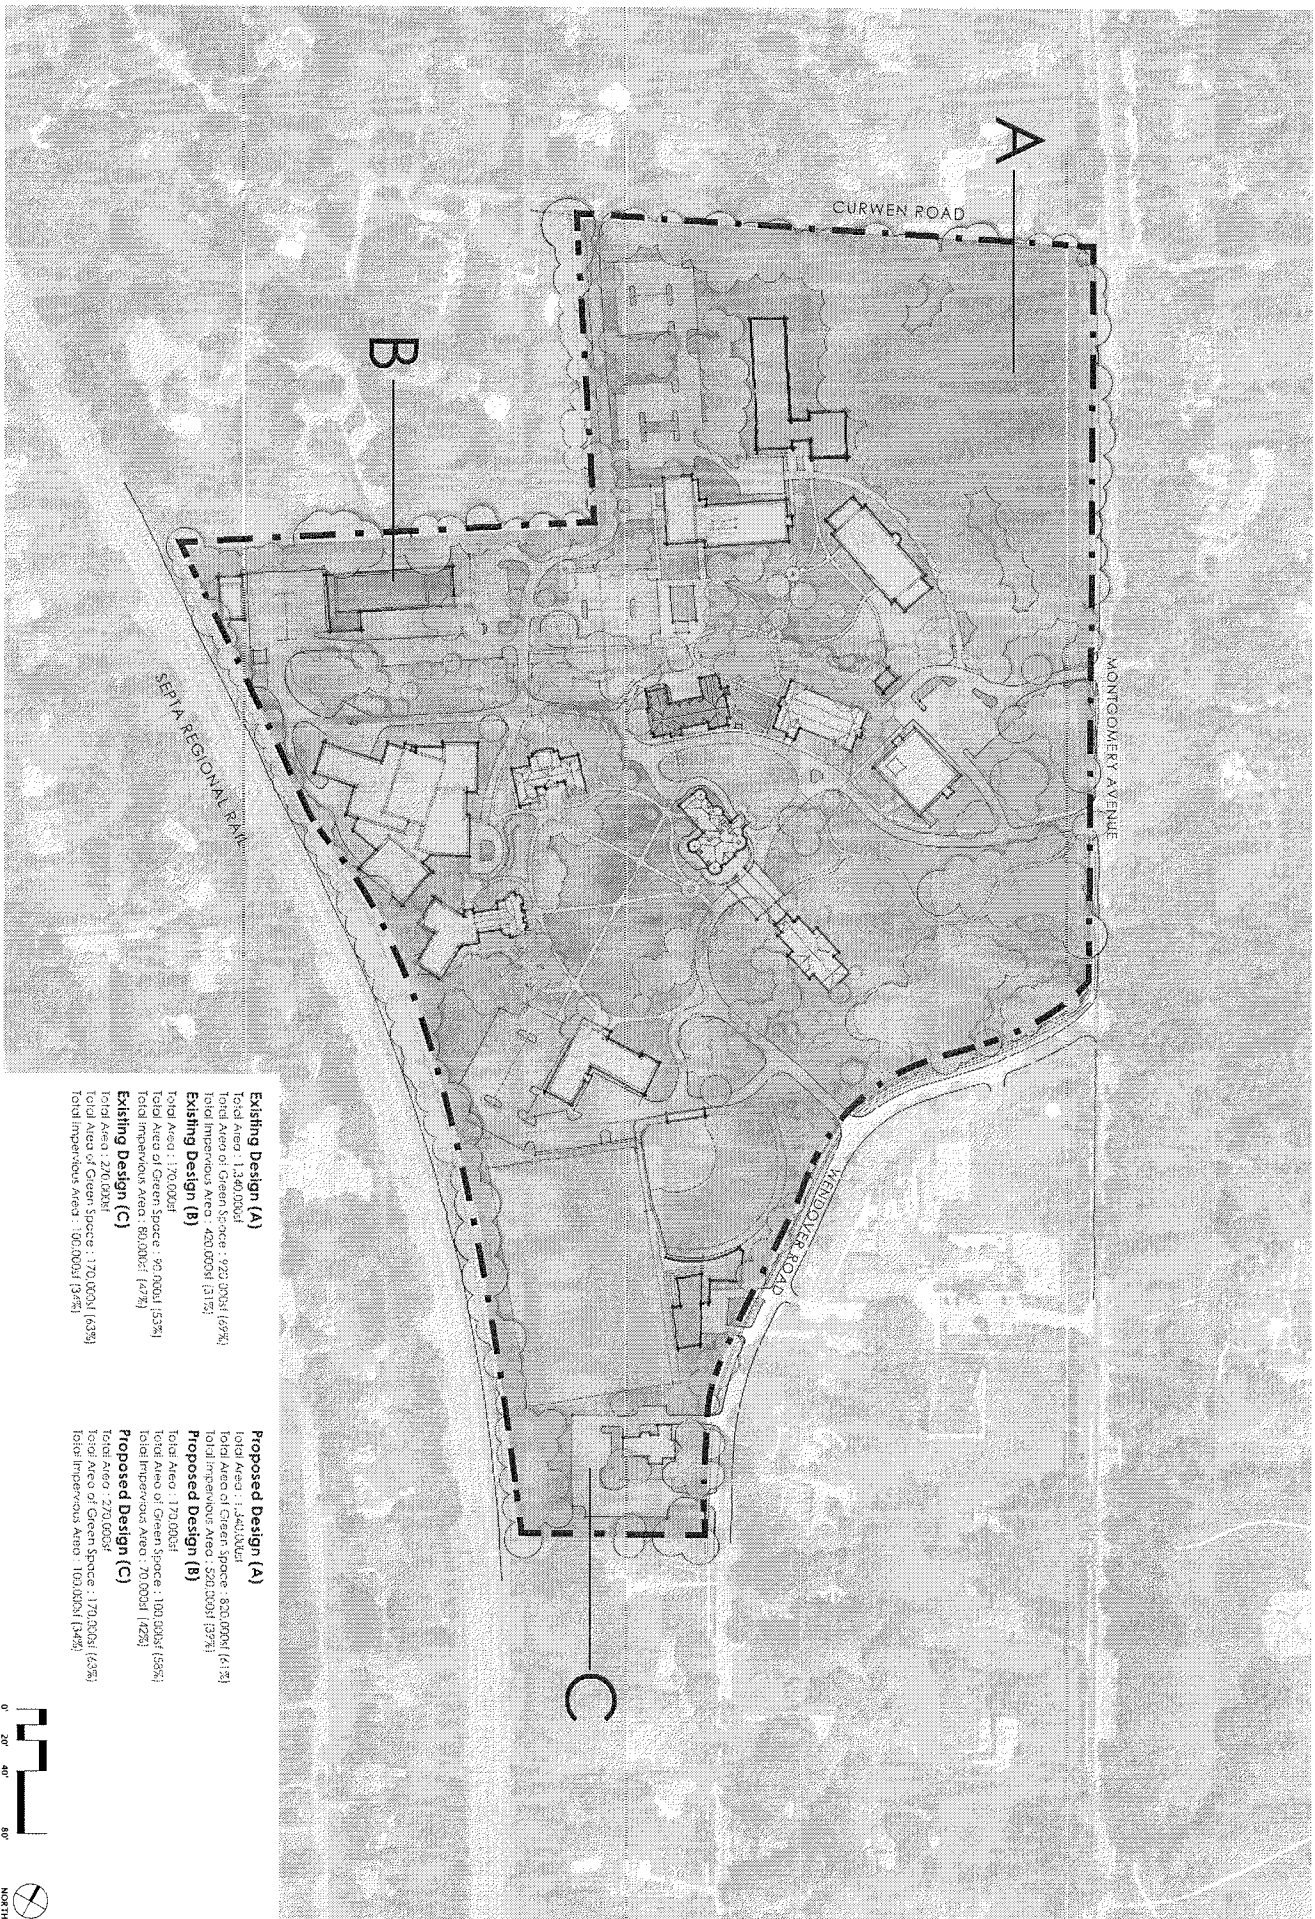 A
CURWEN ROAD
B
MONTGOMERY AVENUE
SEPTA REGIONAL RAIL
WENDOVER ROAD
C
Existing Design (A)
Total Area : 1,340,000sf
Total Area of Green Space : 920,000sf (69%)
Total Impervious Area : 420,000sf (31%)
Existing Design (B)
Total Area : 170,000sf
Total Area of Green Space : 90,000sf (53%)
Total Impervious Area : 80,000sf (47%)
Existing Design (C)
Total Area : 270,000sf
Total Area of Green Space : 170,000sf (63%)
Total Impervious Area : 100,000sf (34%)
Proposed Design (A)
Total Area : 1,340,000sf
Total Area of Green Space : 820,000sf (61%)
Total Impervious Area : 520,000sf (39%)
Proposed Design (B)
Total Area : 170,000sf
Total Area of Green Space : 100,000sf (58%)
Total Impervious Area : 70,000sf (42%)
Proposed Design (C)
Total Area : 270,000sf
Total Area of Green Space : 170,000sf (63%)
Total Impervious Area : 100,000sf (34%)
0' 20' 40' 80'
NORTH